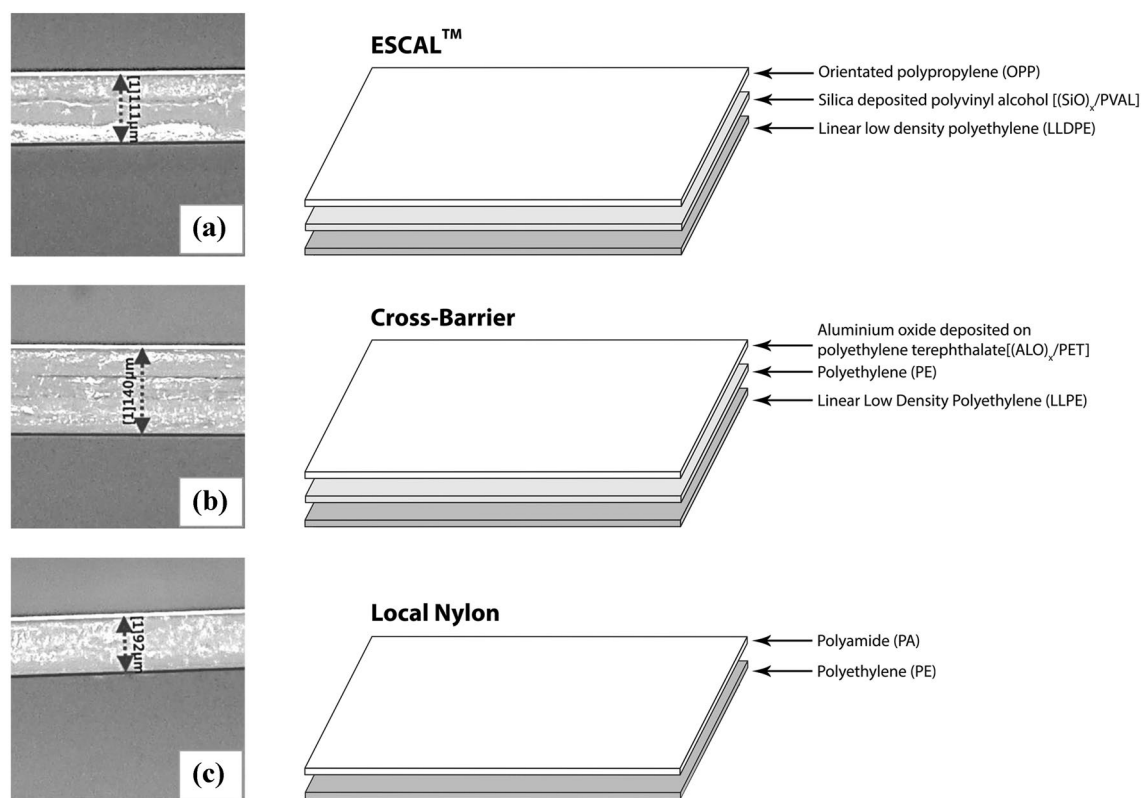 [1]111μm
(a)
ESCAL™
Orientated polypropylene (OPP)
Silica deposited polyvinyl alcohol [(SiO)x/PVAL]
Linear low density polyethylene (LLDPE)
[1]140μm
(b)
Cross-Barrier
Aluminium oxide deposited on
polyethylene terephthalate[(ALO)x/PET]
Polyethylene (PE)
Linear Low Density Polyethylene (LLPE)
[1]92μm
(c)
Local Nylon
Polyamide (PA)
Polyethylene (PE)